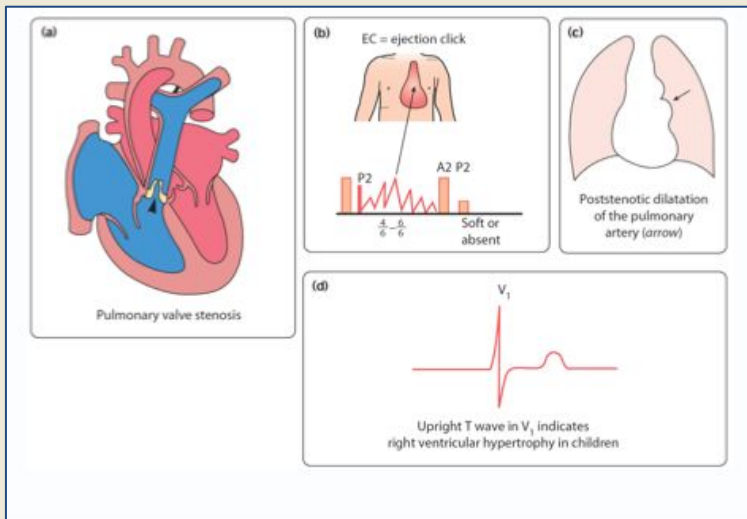 (a)
Pulmonary valve stenosis
(b)
EC = ejection click
P2
A2 P2
4/6 – 6/6
Soft or
absent
(c)
Poststenotic dilatation
of the pulmonary
artery (arrow)
(d)
V₁
Upright T wave in V₁ indicates
right ventricular hypertrophy in children